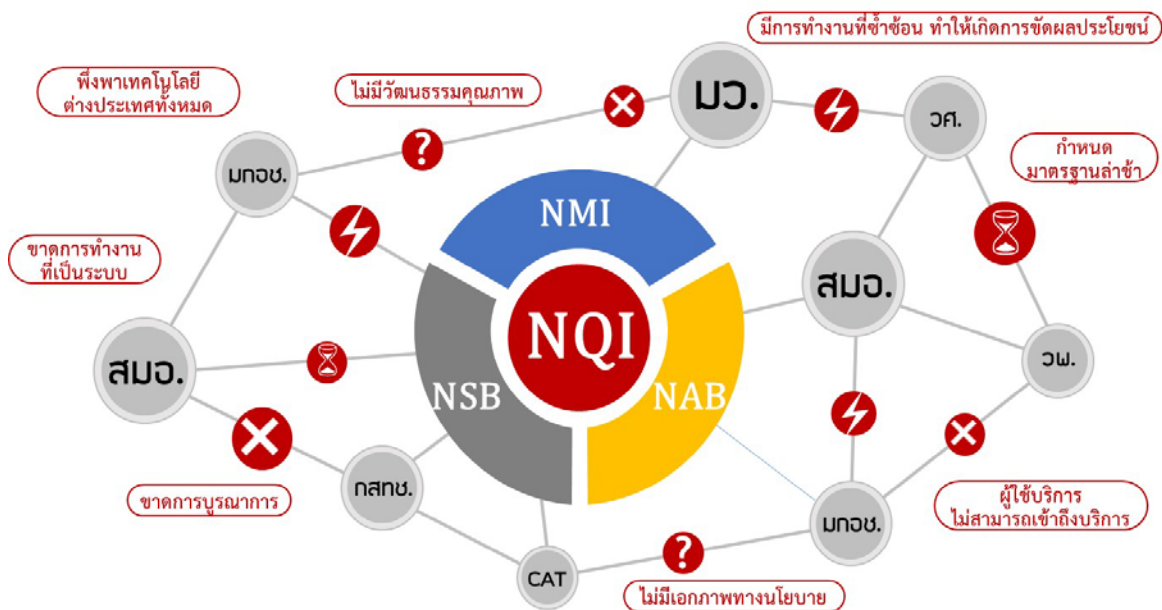 มีการทำงานที่ซ้ำซ้อน ทำให้เกิดการขัดผลประโยชน์
พึ่งพาเทคโนโลยี
ต่างประเทศทั้งหมด
ไม่มีวัฒนธรรมคุณภาพ
มว.
วศ.
กำหนด
มาตรฐานล่าช้า
มกอช.
NMI
ขาดการทำงาน
ที่เป็นระบบ
สมอ.
NQI
สมอ.
วพ.
NSB
NAB
กสทช.
ขาดการบูรณาการ
ผู้ใช้บริการ
ไม่สามารถเข้าถึงบริการ
มกอช.
CAT
ไม่มีเอกภาพทางนโยบาย